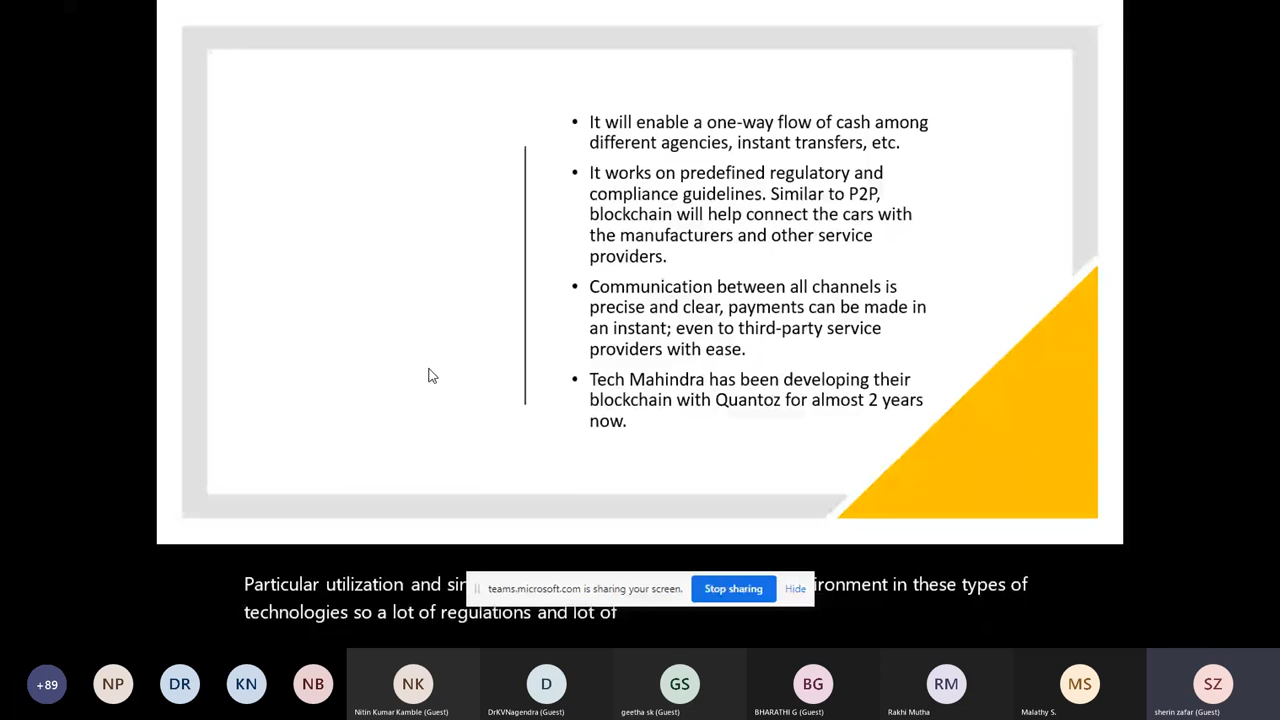 • It will enable a one-way flow of cash among
different agencies, instant transfers, etc.
• It works on predefined regulatory and
compliance guidelines. Similar to P2P,
blockchain will help connect the cars with
the manufacturers and other service
providers.
• Communication between all channels is
precise and clear, payments can be made in
an instant; even to third-party service
providers with ease.
• Tech Mahindra has been developing their
blockchain with Quantoz for almost 2 years
now.
Particular utilization and ironment in these types of
teams.microsoft.com is sharing your screen. Stop sharing Hide
technologies so a lot of regulations and lot of
+89 NP DR KN NB NK D GS BG RM MS SZ
Nitin Kumar Kamble (Guest) DrKVNagendra (Guest) geetha sk (Guest) BHARATHI G (Guest) Rakhi Mutha Malathy S. sherin zafar (Guest)